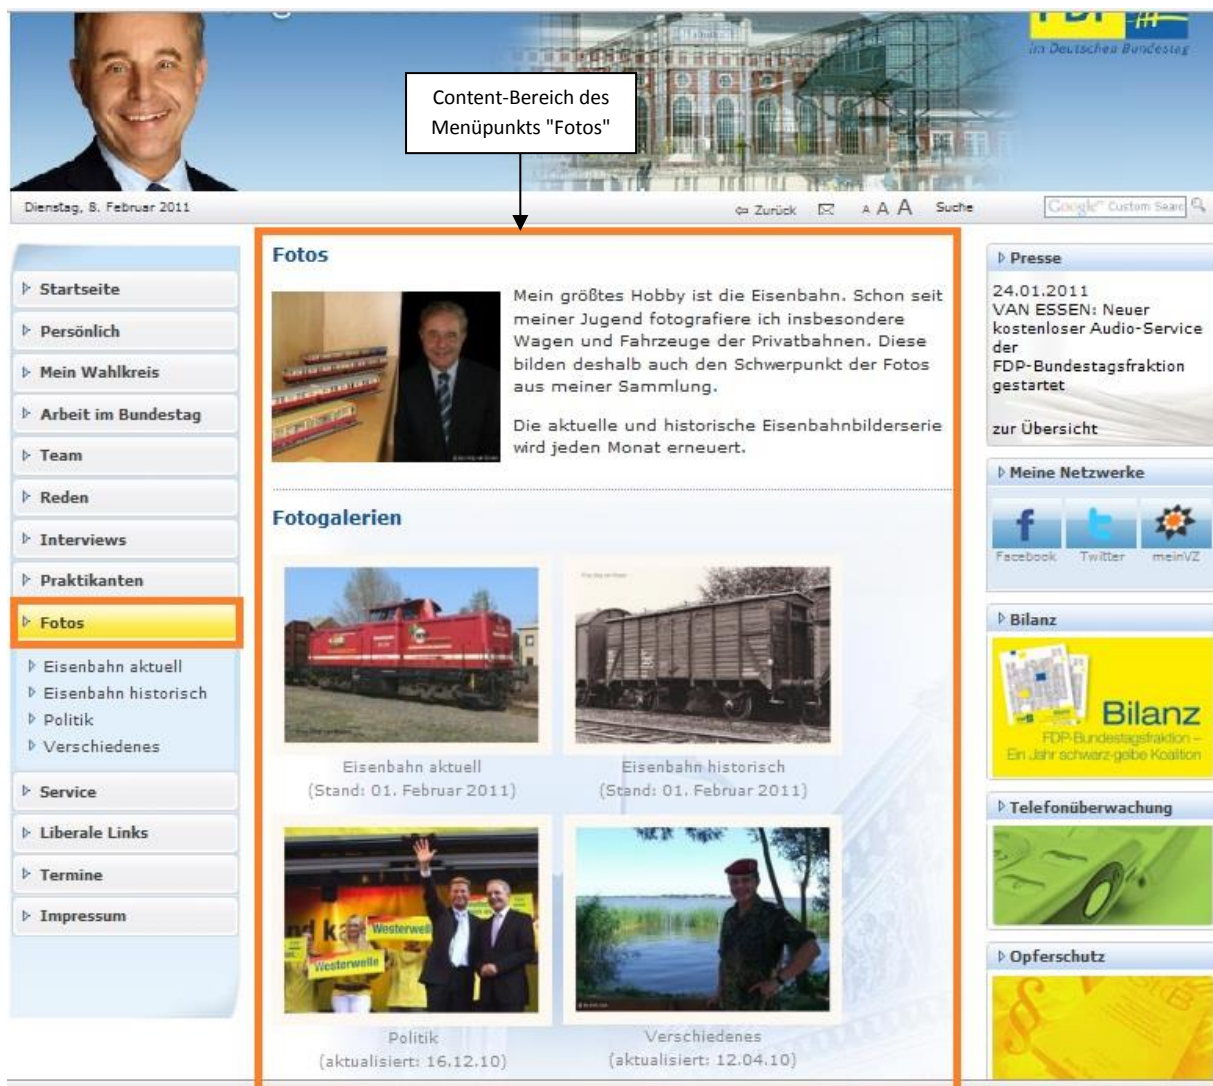 FDP
im Deutschen Bundestag
Content-Bereich des
Menüpunkts "Fotos"
Dienstag, 8. Februar 2011
⇦ Zurück
A A A
Suche
Google™ Custom Searc
Startseite
Persönlich
Mein Wahlkreis
Arbeit im Bundestag
Team
Reden
Interviews
Praktikanten
Fotos
Eisenbahn aktuell
Eisenbahn historisch
Politik
Verschiedenes
Service
Liberale Links
Termine
Impressum
Fotos
Mein größtes Hobby ist die Eisenbahn. Schon seit
meiner Jugend fotografiere ich insbesondere
Wagen und Fahrzeuge der Privatbahnen. Diese
bilden deshalb auch den Schwerpunkt der Fotos
aus meiner Sammlung.
Die aktuelle und historische Eisenbahnbilderserie
wird jeden Monat erneuert.
Fotogalerien
Eisenbahn aktuell
(Stand: 01. Februar 2011)
Eisenbahn historisch
(Stand: 01. Februar 2011)
Westerwelle
Westerwelle
Politik
(aktualisiert: 16.12.10)
Verschiedenes
(aktualisiert: 12.04.10)
Presse
24.01.2011
VAN ESSEN: Neuer
kostenloser Audio-Service
der
FDP-Bundestagsfraktion
gestartet
zur Übersicht
Meine Netzwerke
Facebook
Twitter
meinVZ
Bilanz
Bilanz
FDP-Bundestagsfraktion –
Ein Jahr schwarz-gelbe Koalition
Telefonüberwachung
Opferschutz